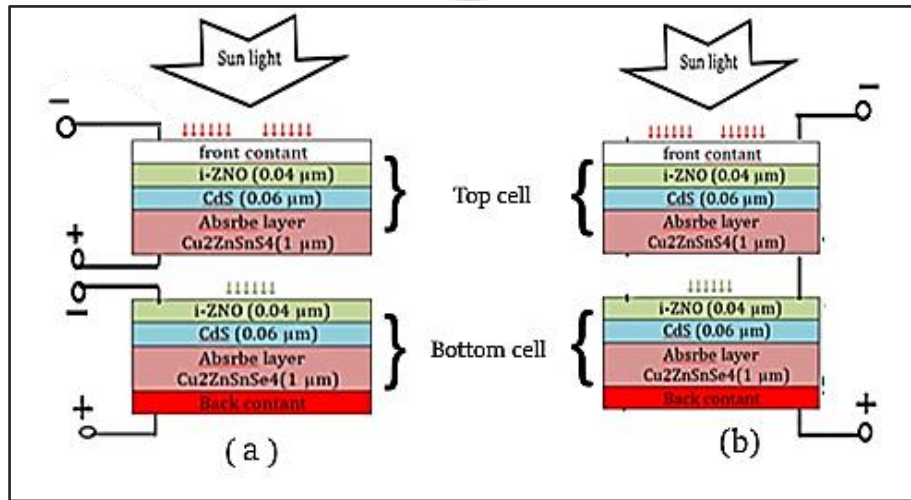 Sun light
−
front contant
i-ZNO (0.04 µm)
CdS (0.06 µm)
Absrbe layer
Cu2ZnSnS4(1 µm)
+
−
i-ZNO (0.04 µm)
CdS (0.06 µm)
Absrbe layer
Cu2ZnSnSe4(1 µm)
Back contant
+
( a )
Top cell
Bottom cell
Sun light
−
front contant
i-ZNO (0.04 µm)
CdS (0.06 µm)
Absrbe layer
Cu2ZnSnS4(1 µm)
i-ZNO (0.04 µm)
CdS (0.06 µm)
Absrbe layer
Cu2ZnSnSe4(1 µm)
Back contant
+
(b)